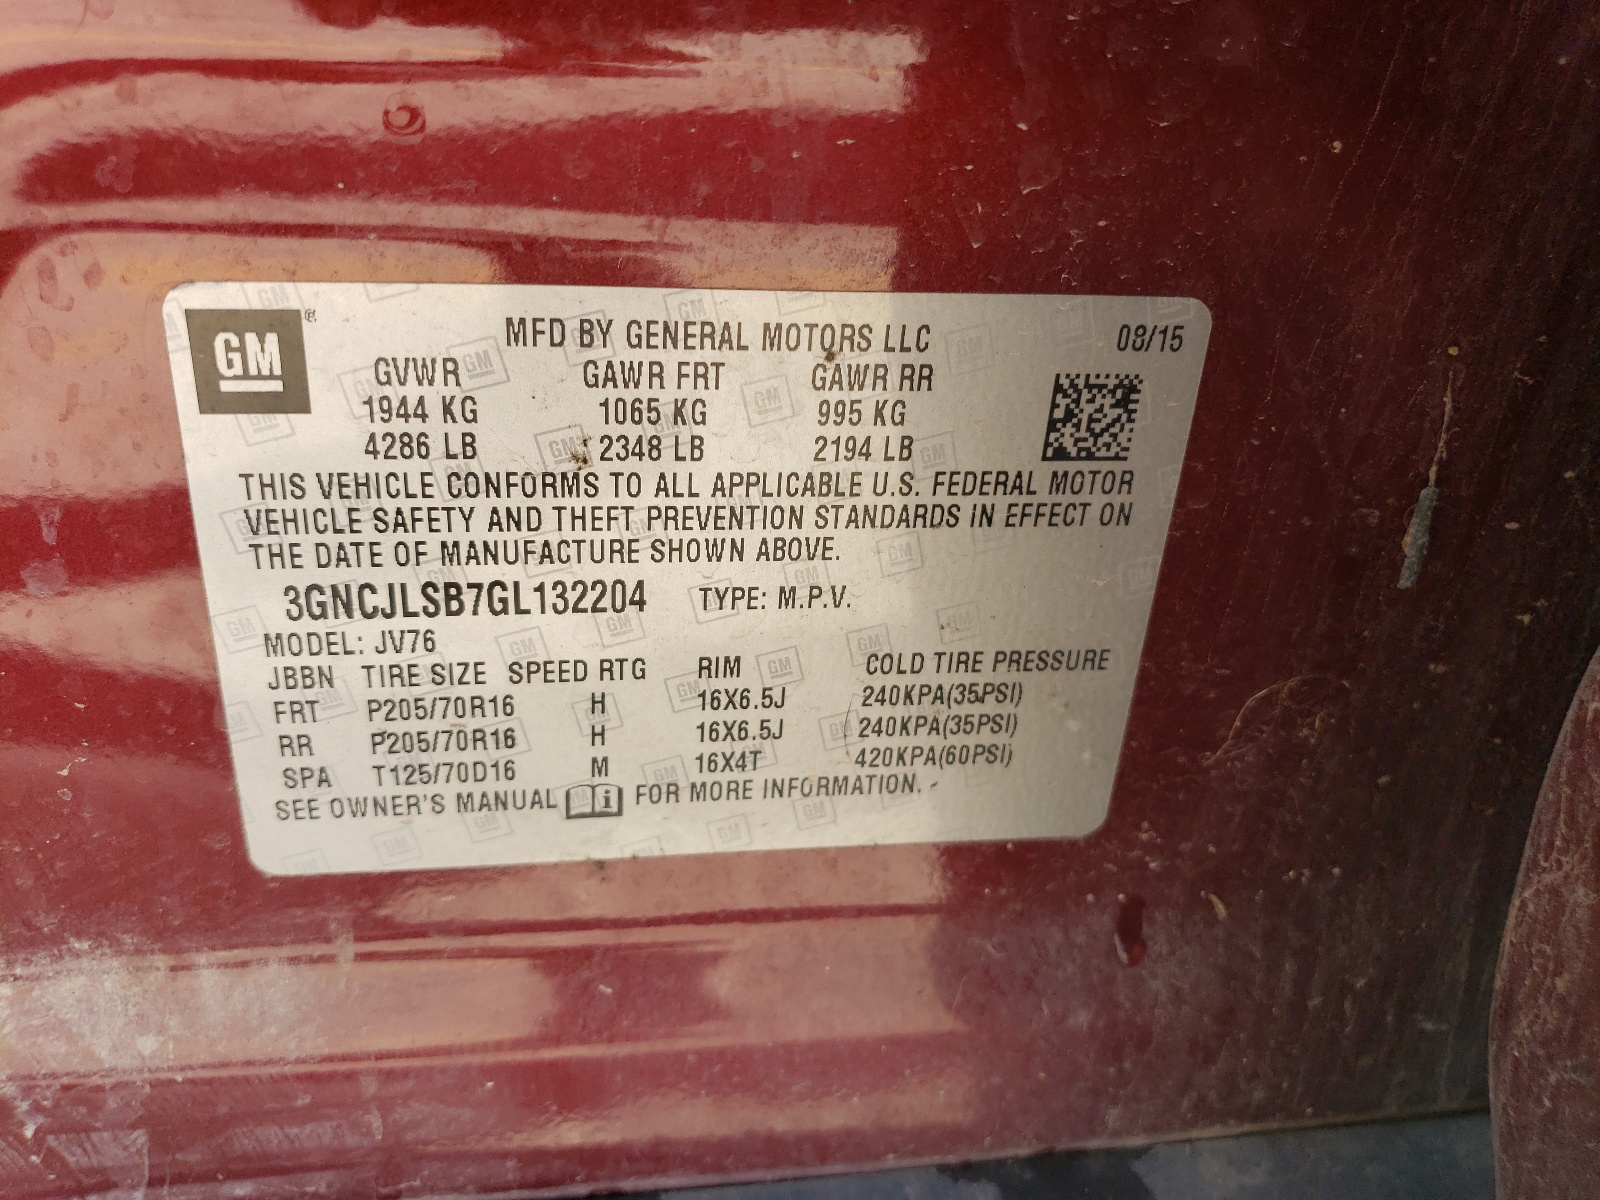 GM ® MFD BY GENERAL MOTORS LLC 08/15
GVWR GAWR FRT GAWR RR
1944 KG 1065 KG 995 KG
4286 LB 2348 LB 2194 LB
THIS VEHICLE CONFORMS TO ALL APPLICABLE U.S. FEDERAL MOTOR
VEHICLE SAFETY AND THEFT PREVENTION STANDARDS IN EFFECT ON
THE DATE OF MANUFACTURE SHOWN ABOVE.
3GNCJLSB7GL132204 TYPE: M.P.V.
MODEL: JV76
JBBN TIRE SIZE SPEED RTG RIM COLD TIRE PRESSURE
FRT P205/70R16 H 16X6.5J 240KPA(35PSI)
RR P205/70R16 H 16X6.5J 240KPA(35PSI)
SPA T125/70D16 M 16X4T 420KPA(60PSI)
SEE OWNER'S MANUAL i FOR MORE INFORMATION.